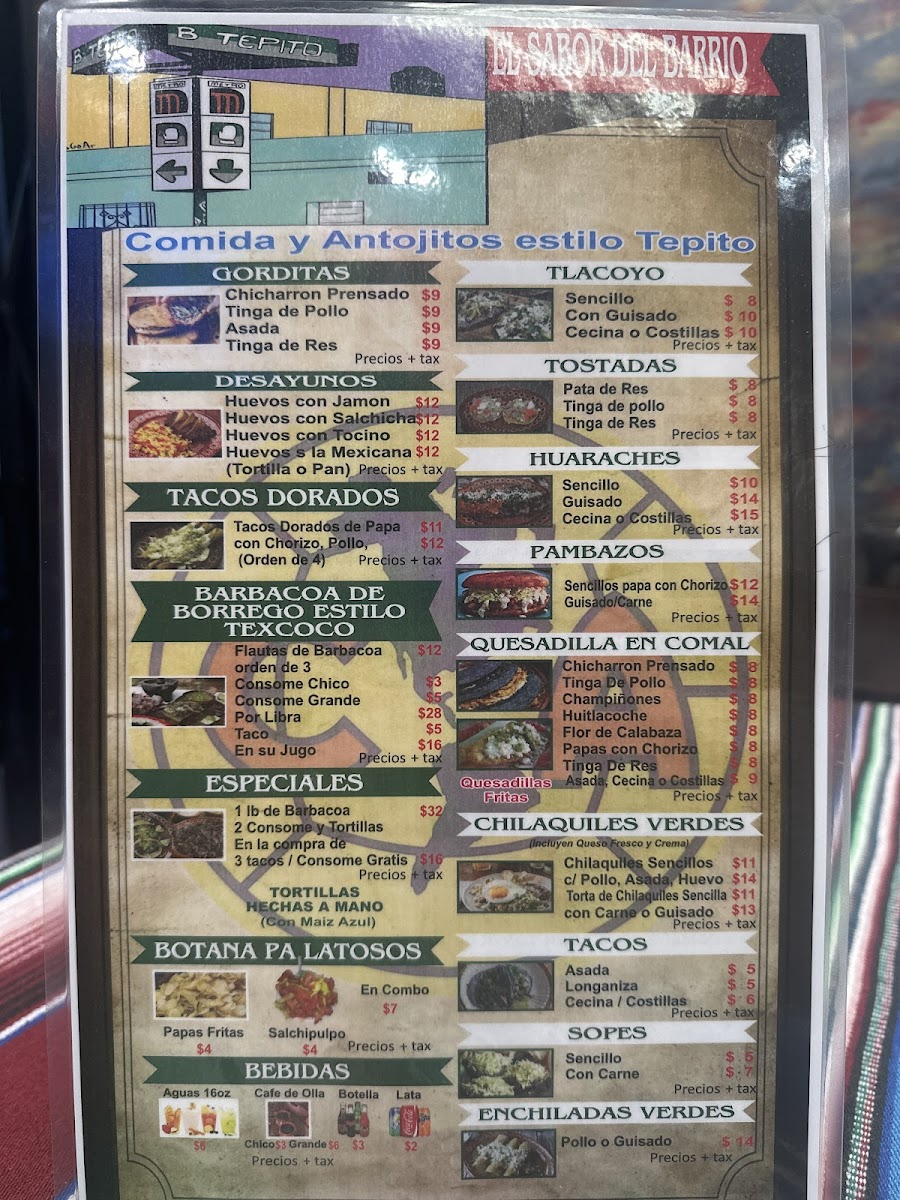 B TEPITO
B TEPITO
METRO
METRO
EL SABOR DEL BARRIO
Comida y Antojitos estilo Tepito
GORDITAS
Chicharron Prensado $9
Tinga de Pollo $9
Asada $9
Tinga de Res $9
Precios + tax
DESAYUNOS
Huevos con Jamon $12
Huevos con Salchicha $12
Huevos con Tocino $12
Huevos s la Mexicana $12
(Tortilla o Pan) Precios + tax
TACOS DORADOS
Tacos Dorados de Papa $11
con Chorizo, Pollo, $12
(Orden de 4) Precios + tax
BARBACOA DE
BORREGO ESTILO
TEXCOCO
Flautas de Barbacoa $12
orden de 3
Consome Chico $3
Consome Grande $5
Por Libra $28
Taco $5
En su Jugo $16
Precios + tax
ESPECIALES
1 lb de Barbacoa $32
2 Consome y Tortillas
En la compra de
3 tacos / Consome Gratis $16
Precios + tax
TORTILLAS
HECHAS A MANO
(Con Maiz Azul)
BOTANA PA LATOSOS
En Combo
$7
Papas Fritas Salchipulpo
$4 $4 Precios + tax
BEBIDAS
Aguas 16oz Cafe de Olla Botella Lata
$6 Chico $3 Grande $6 $3 $2
Precios + tax
TLACOYO
Sencillo $ 8
Con Guisado $ 10
Cecina o Costillas $ 10
Precios + tax
TOSTADAS
Pata de Res $ 8
Tinga de pollo $ 8
Tinga de Res $ 8
Precios + tax
HUARACHES
Sencillo $10
Guisado $14
Cecina o Costillas $15
Precios + tax
PAMBAZOS
Sencillos papa con Chorizo $12
Guisado/Carne $14
Precios + tax
QUESADILLA EN COMAL
Chicharron Prensado $ 8
Tinga De Pollo $ 8
Champiñones $ 8
Huitlacoche $ 8
Flor de Calabaza $ 8
Papas con Chorizo $ 8
Tinga De Res $ 8
Asada, Cecina o Costillas $ 9
Quesadillas
Fritas
Precios + tax
CHILAQUILES VERDES
(Incluyen Queso Fresco y Crema)
Chilaquiles Sencillos $11
c/ Pollo, Asada, Huevo $14
Torta de Chilaquiles Sencilla $11
con Carne o Guisado $13
Precios + tax
TACOS
Asada $ 5
Longaniza $ 5
Cecina / Costillas $ 6
Precios + tax
SOPES
Sencillo $ 5
Con Carne $ 7
Precios + tax
ENCHILADAS VERDES
Pollo o Guisado $ 14
Precios + tax